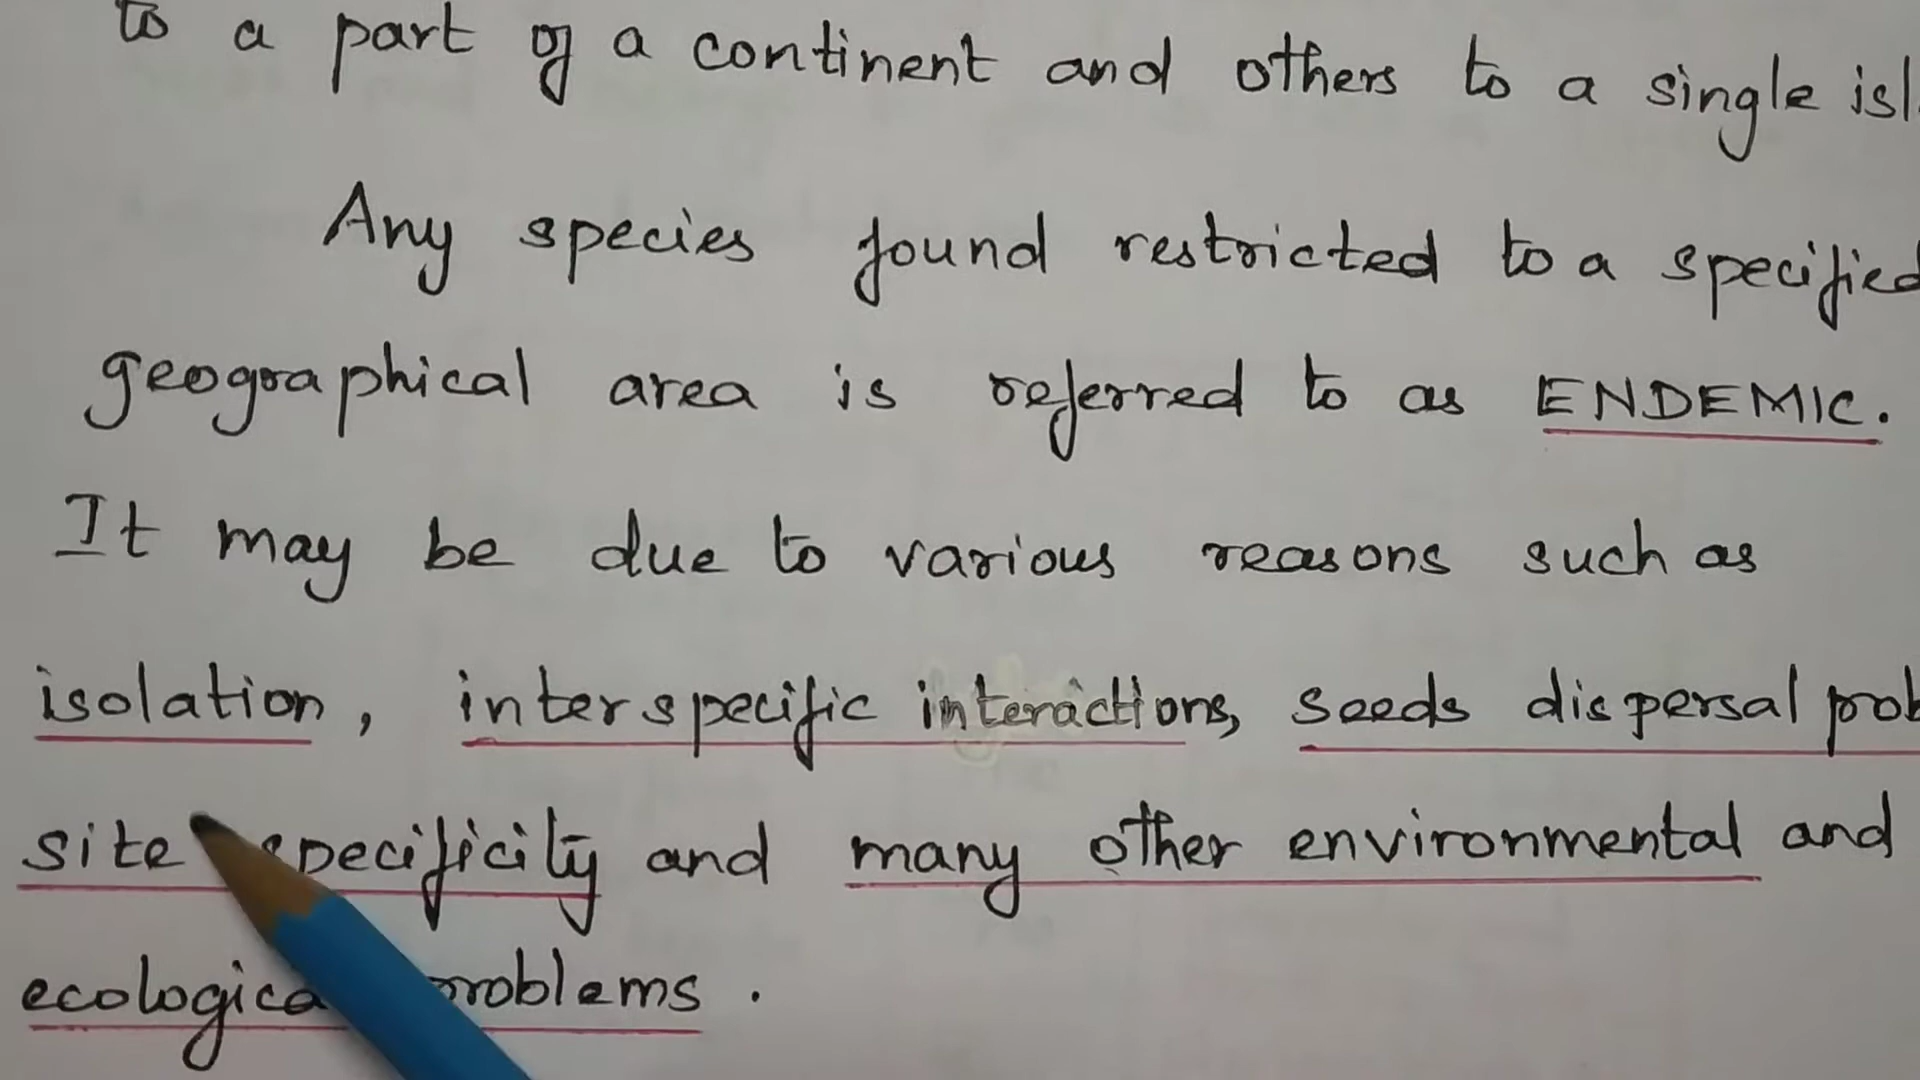 to a part of a continent and others to a single isl
Any species found restricted to a specified
geographical area is referred to as ENDEMIC.
It may be due to various reasons such as
isolation, interspecific interactions, seeds dispersal prob
site specificity and many other environmental and
ecological problems.